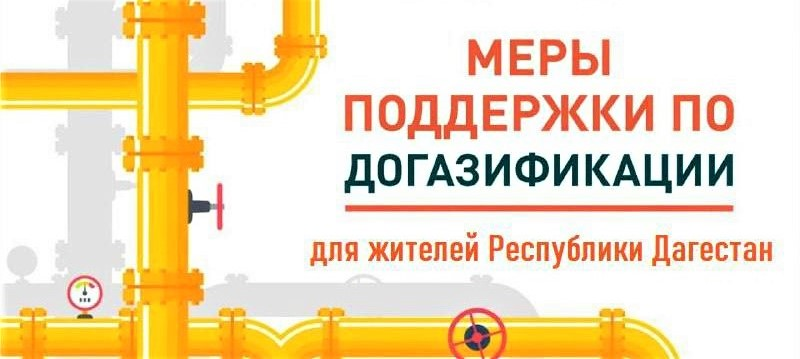 МЕРЫ
ПОДДЕРЖКИ ПО
ДОГАЗИФИКАЦИИ
для жителей Республики Дагестан